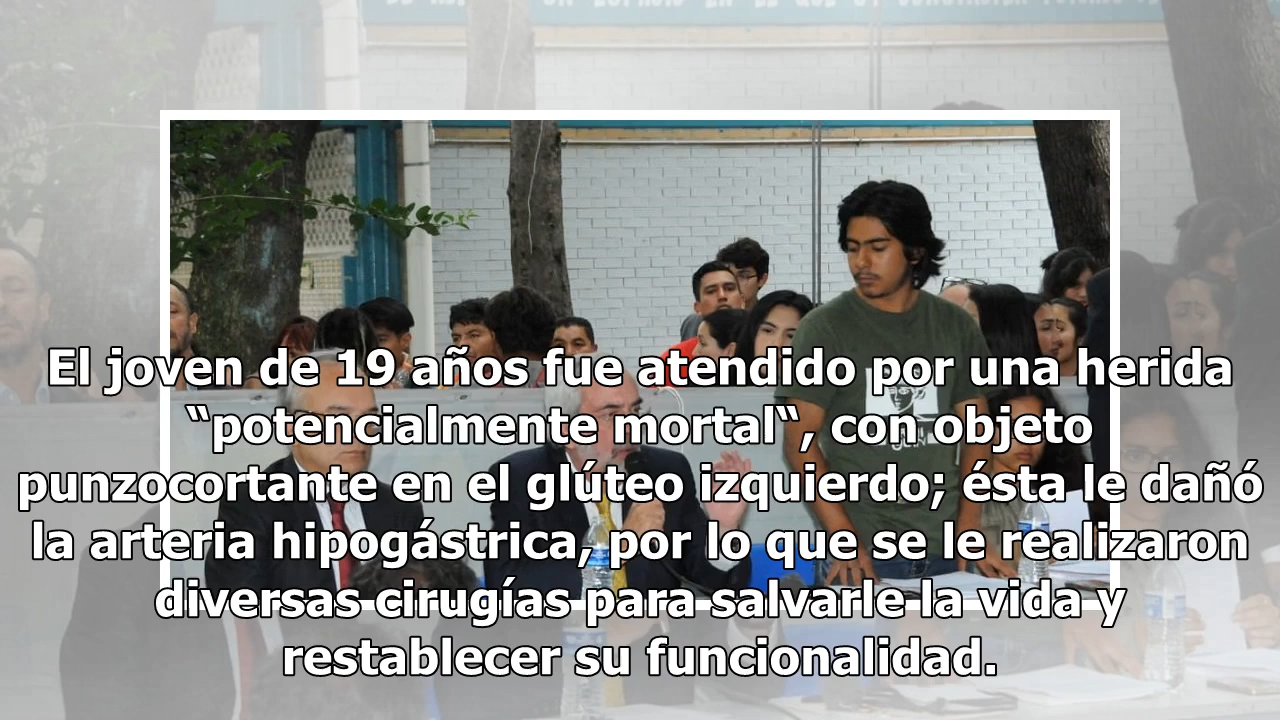 El joven de 19 años fue atendido por una herida
“potencialmente mortal“, con objeto
punzocortante en el glúteo izquierdo; ésta le dañó
la arteria hipogástrica, por lo que se le realizaron
diversas cirugías para salvarle la vida y
restablecer su funcionalidad.